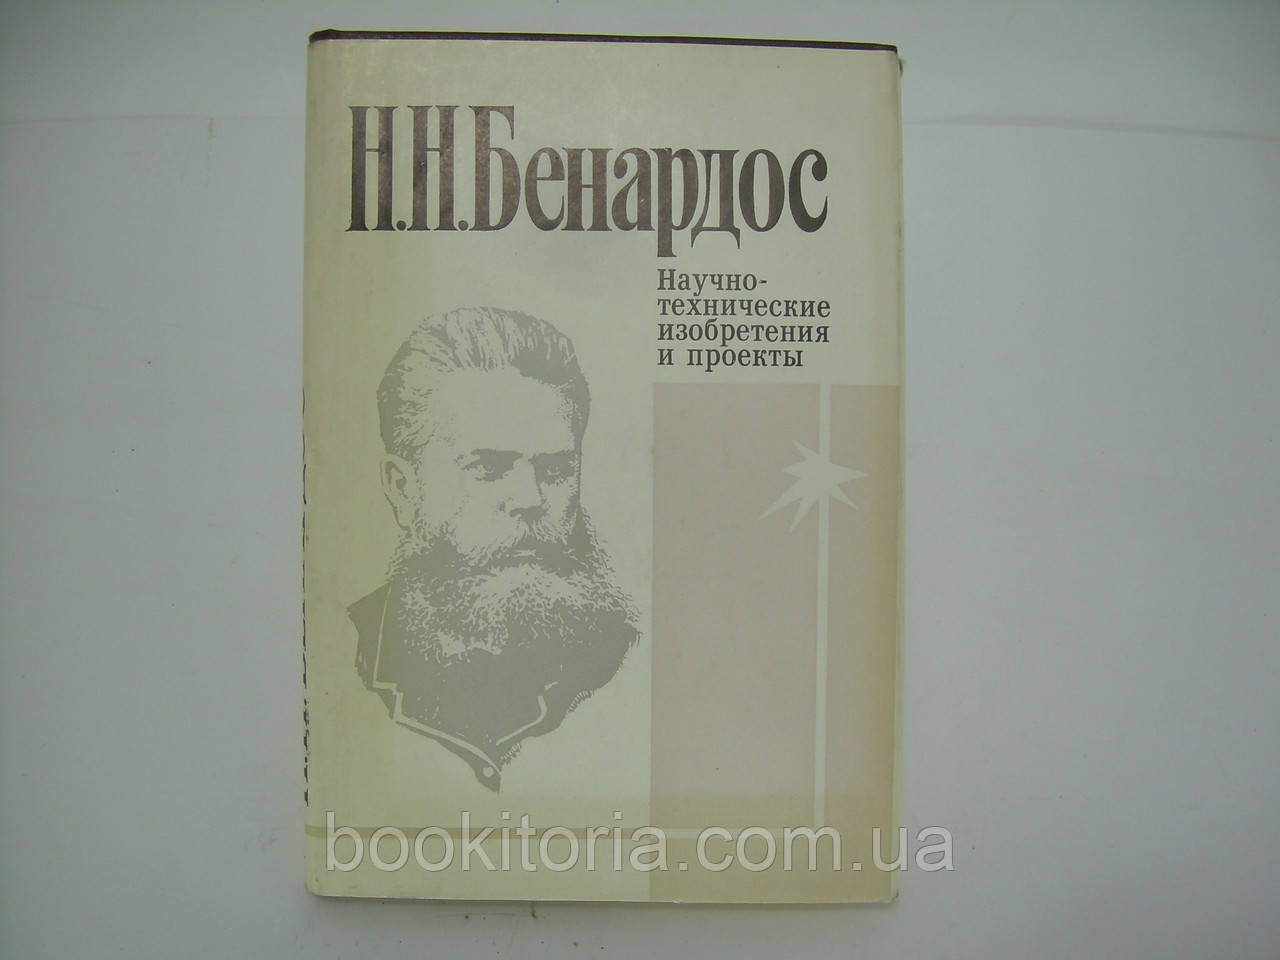 Н.Н.Бенардос
Научно-
технические
изобретения
и проекты
bookitoria.com.ua